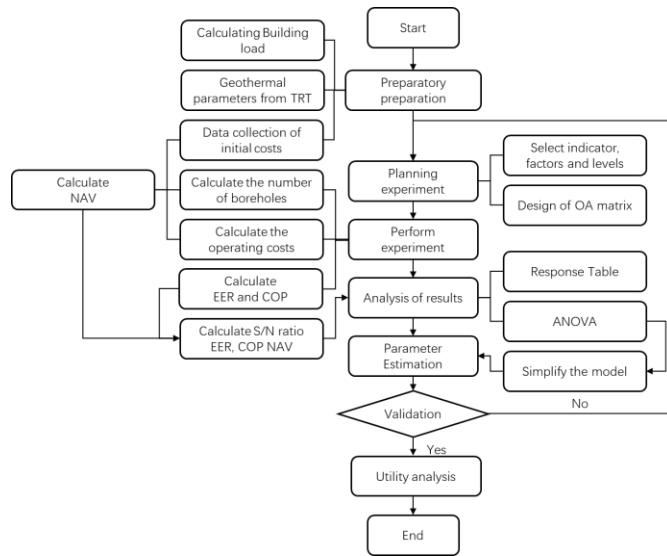 Start
Calculating Building
load
Geothermal
parameters from TRT
Preparatory
preparation
Data collection of
initial costs
Calculate
NAV
Calculate the number
of boreholes
Calculate the
operating costs
Calculate
EER and COP
Calculate S/N ratio
EER, COP NAV
Planning
experiment
Select indicator,
factors and levels
Design of OA matrix
Perform
experiment
Analysis of results
Response Table
ANOVA
Parameter
Estimation
Simplify the model
Validation
No
Yes
Utility analysis
End